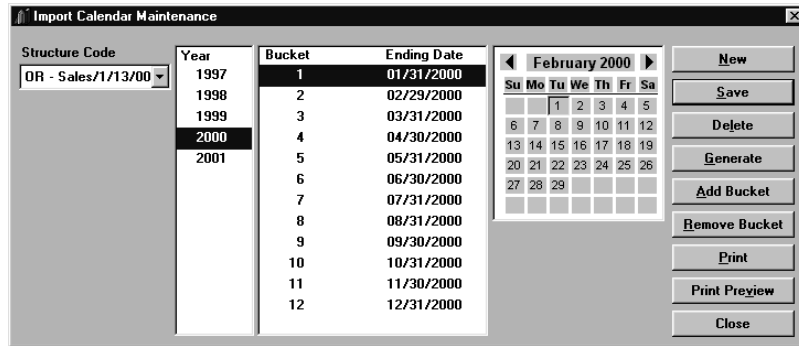 Import Calendar Maintenance
Structure Code
OR - Sales/1/13/00
Year
1997
1998
1999
2000
2001
Bucket Ending Date
1 01/31/2000
2 02/29/2000
3 03/31/2000
4 04/30/2000
5 05/31/2000
6 06/30/2000
7 07/31/2000
8 08/31/2000
9 09/30/2000
10 10/31/2000
11 11/30/2000
12 12/31/2000
February 2000
Su Mo Tu We Th Fr Sa
1 2 3 4 5
6 7 8 9 10 11 12
13 14 15 16 17 18 19
20 21 22 23 24 25 26
27 28 29
New
Save
Delete
Generate
Add Bucket
Remove Bucket
Print
Print Preview
Close